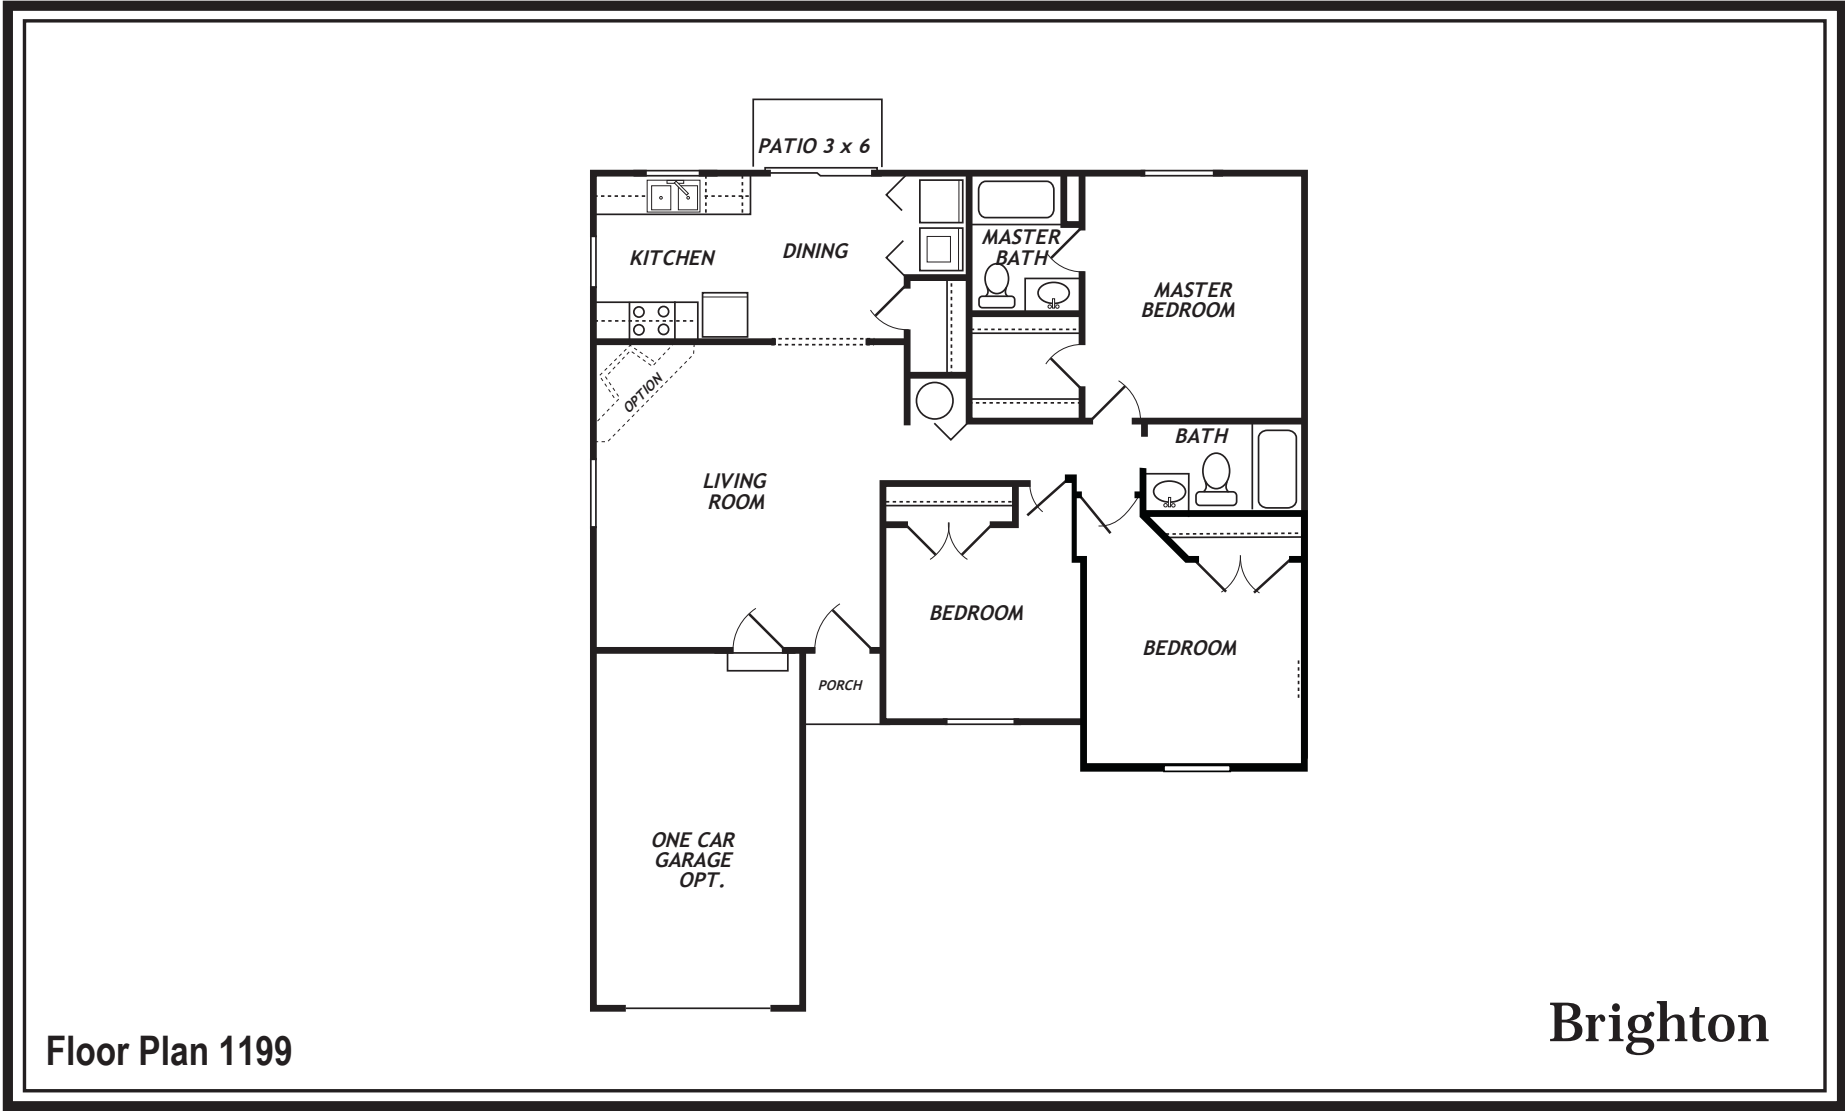 PATIO 3 x 6
KITCHEN
DINING
MASTER
BATH
MASTER
BEDROOM
OPTION
BATH
LIVING
ROOM
BEDROOM
BEDROOM
PORCH
ONE CAR
GARAGE
OPT.
Floor Plan 1199
Brighton